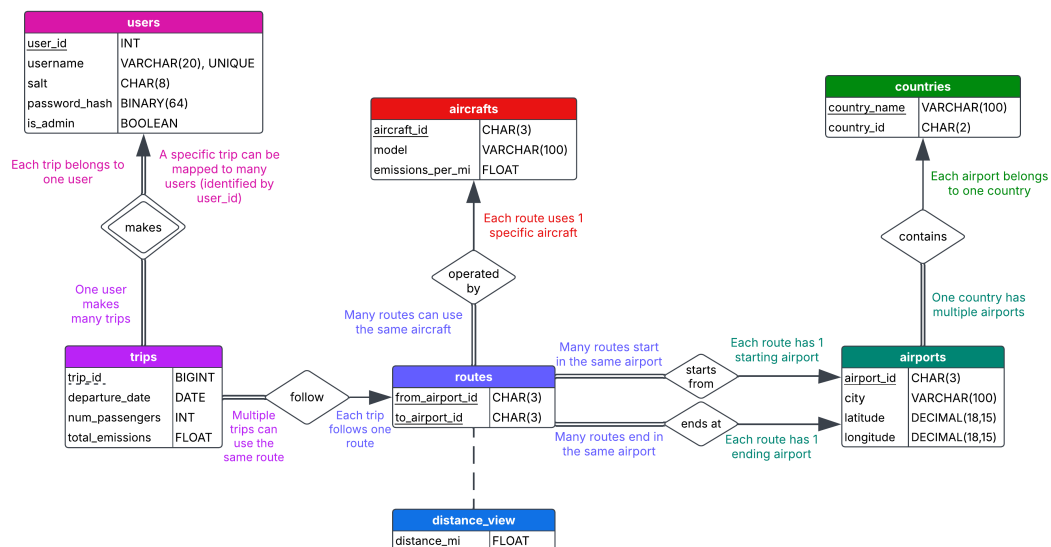 users
user_id INT
username VARCHAR(20), UNIQUE
salt CHAR(8)
password_hash BINARY(64)
is_admin BOOLEAN
Each trip belongs to
one user
A specific trip can be
mapped to many
users (identified by
user_id)
makes
One user
makes
many trips
trips
trip_id BIGINT
departure_date DATE
num_passengers INT
total_emissions FLOAT
Multiple
trips can
use the
same route
follow
Each trip
follows one
route
aircrafts
aircraft_id CHAR(3)
model VARCHAR(100)
emissions_per_mi FLOAT
Each route uses 1
specific aircraft
operated
by
Many routes can use
the same aircraft
routes
from_airport_id CHAR(3)
to_airport_id CHAR(3)
distance_view
distance_mi FLOAT
Many routes start
in the same airport
starts
from
Each route has 1
starting airport
Many routes end in
the same airport
ends at
Each route has 1
ending airport
countries
country_name VARCHAR(100)
country_id CHAR(2)
Each airport belongs
to one country
contains
One country has
multiple airports
airports
airport_id CHAR(3)
city VARCHAR(100)
latitude DECIMAL(18,15)
longitude DECIMAL(18,15)